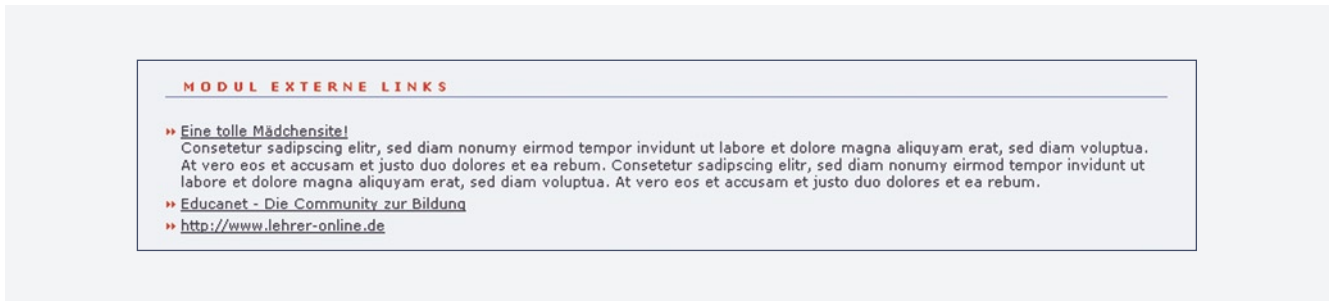 MODUL EXTERNE LINKS
Eine tolle Mädchensite!
Consetetur sadipscing elitr, sed diam nonumy eirmod tempor invidunt ut labore et dolore magna aliquyam erat, sed diam voluptua.
At vero eos et accusam et justo duo dolores et ea rebum. Consetetur sadipscing elitr, sed diam nonumy eirmod tempor invidunt ut
labore et dolore magna aliquyam erat, sed diam voluptua. At vero eos et accusam et justo duo dolores et ea rebum.
Educanet - Die Community zur Bildung
http://www.lehrer-online.de